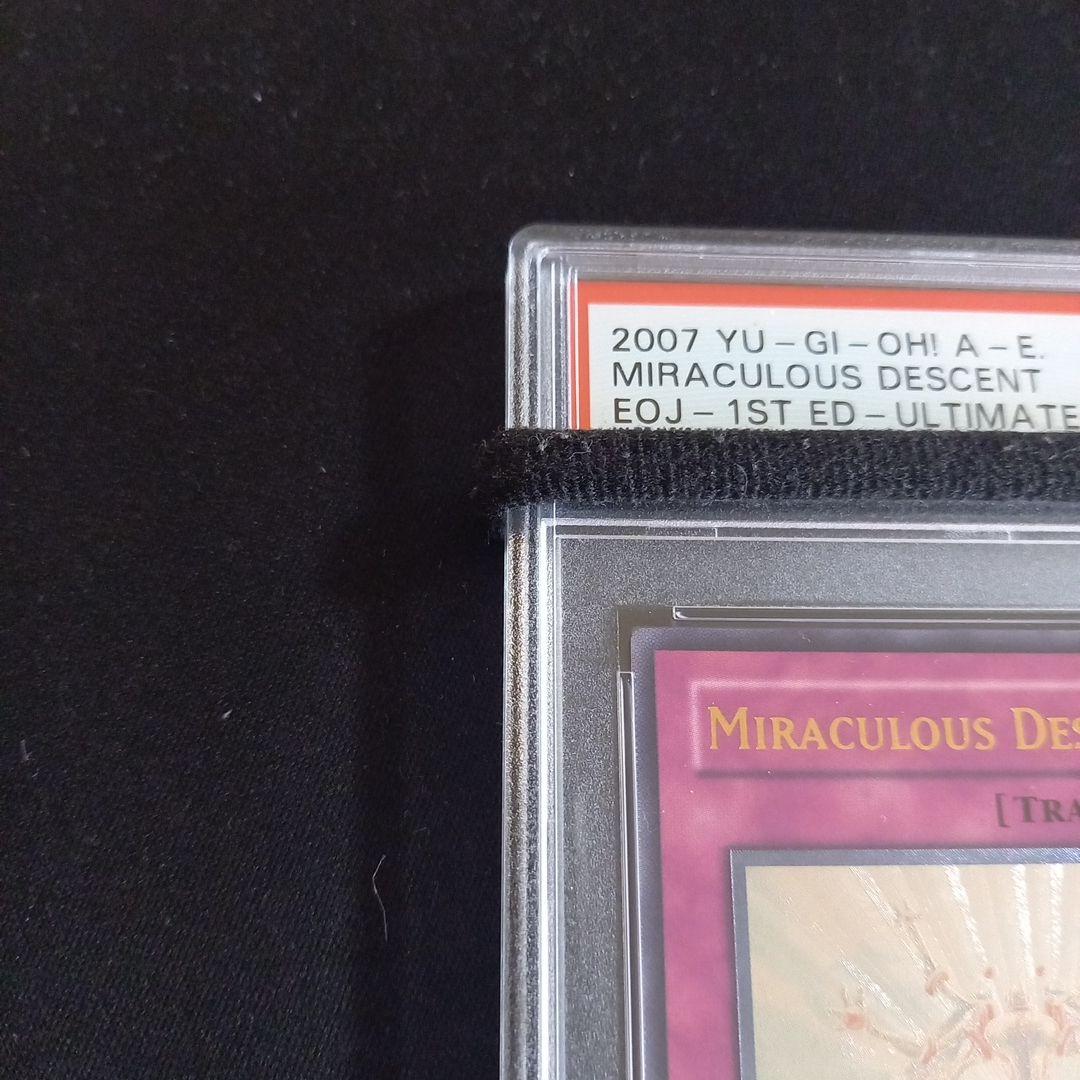 2007 YU-GI-OH! A-E.
MIRACULOUS DESCENT
EOJ-1ST ED-ULTIMATE
MIRACULOUS DES
[TRA